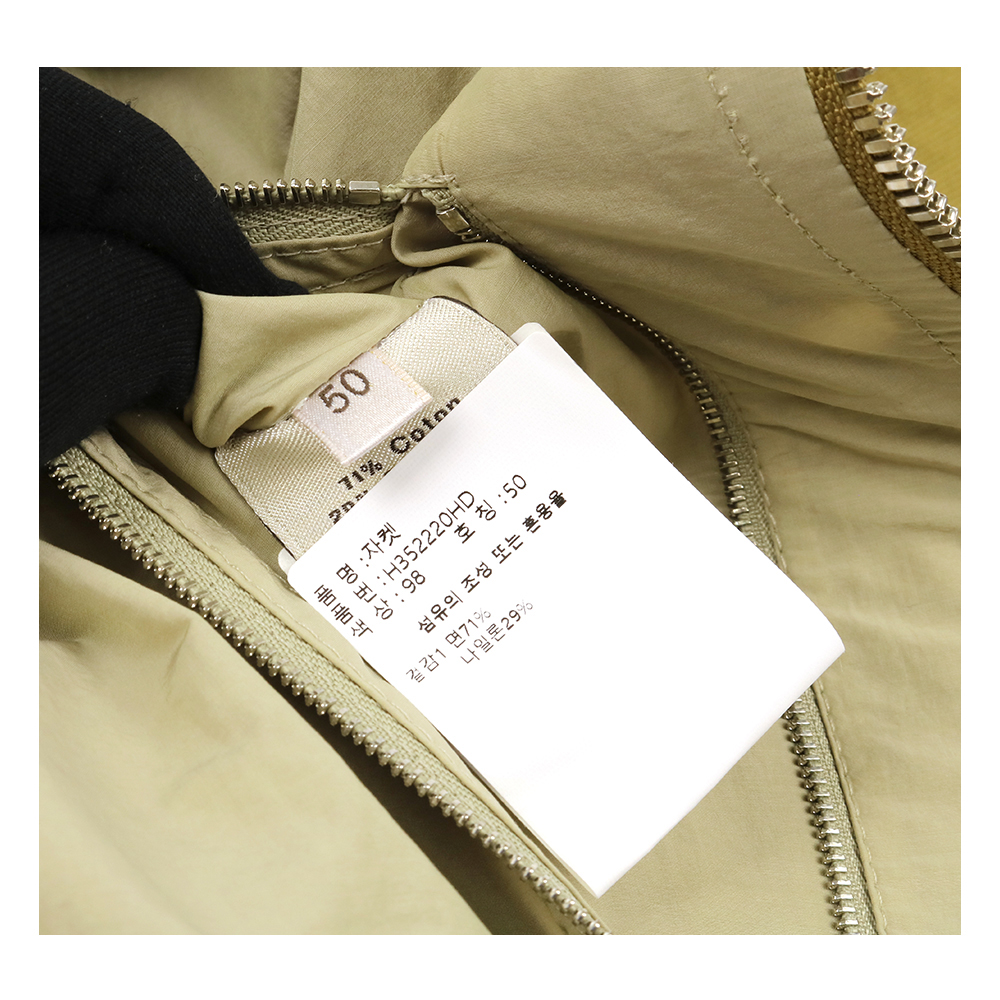 50
71% Coton
품 명 :자켓
품 번 :H352220HD
색 상 :98 호 칭 :50
섬유의 조성 또는 혼용율
겉감1 면71%
나일론29%